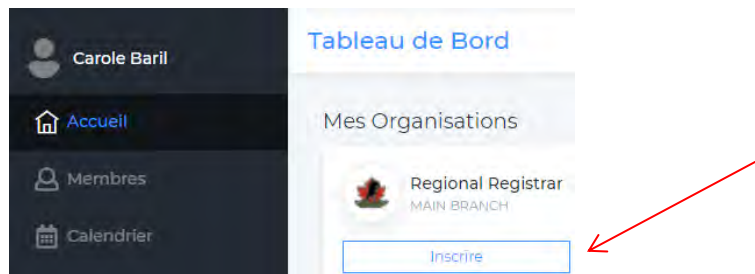 Carole Baril
Accueil
Membres
Calendrier
Tableau de Bord
Mes Organisations
Regional Registrar
MAIN BRANCH
Inscrire